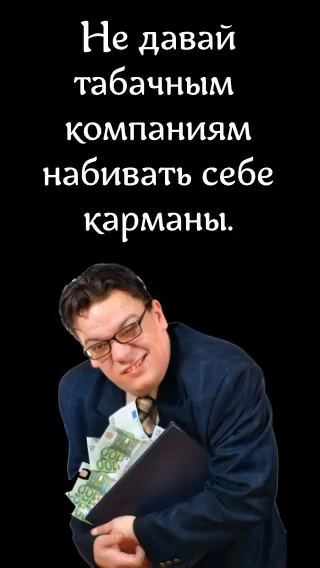 Не давай
табачным
компаниям
набивать себе
карманы.